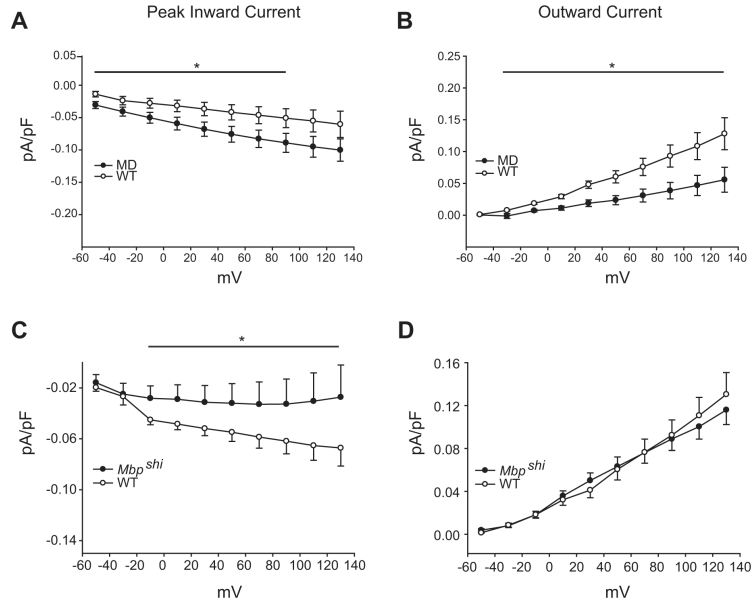 Peak Inward Current
Outward Current
A
B
*
*
0.05
0.00
-0.05
-0.10
-0.15
-0.20
pA/pF
MD
WT
-60 -40 -20 0 20 40 60 80 100 120 140
mV
0.25
0.20
0.15
0.10
0.05
0.00
pA/pF
MD
WT
-60 -40 -20 0 20 40 60 80 100 120 140
mV
C
D
*
-0.02
-0.06
-0.10
-0.14
pA/pF
Mbp shi
WT
-60 -40 -20 0 20 40 60 80 100 120 140
mV
0.16
0.12
0.08
0.04
0.00
pA/pF
Mbp shi
WT
-60 -40 -20 0 20 40 60 80 100 120 140
mV